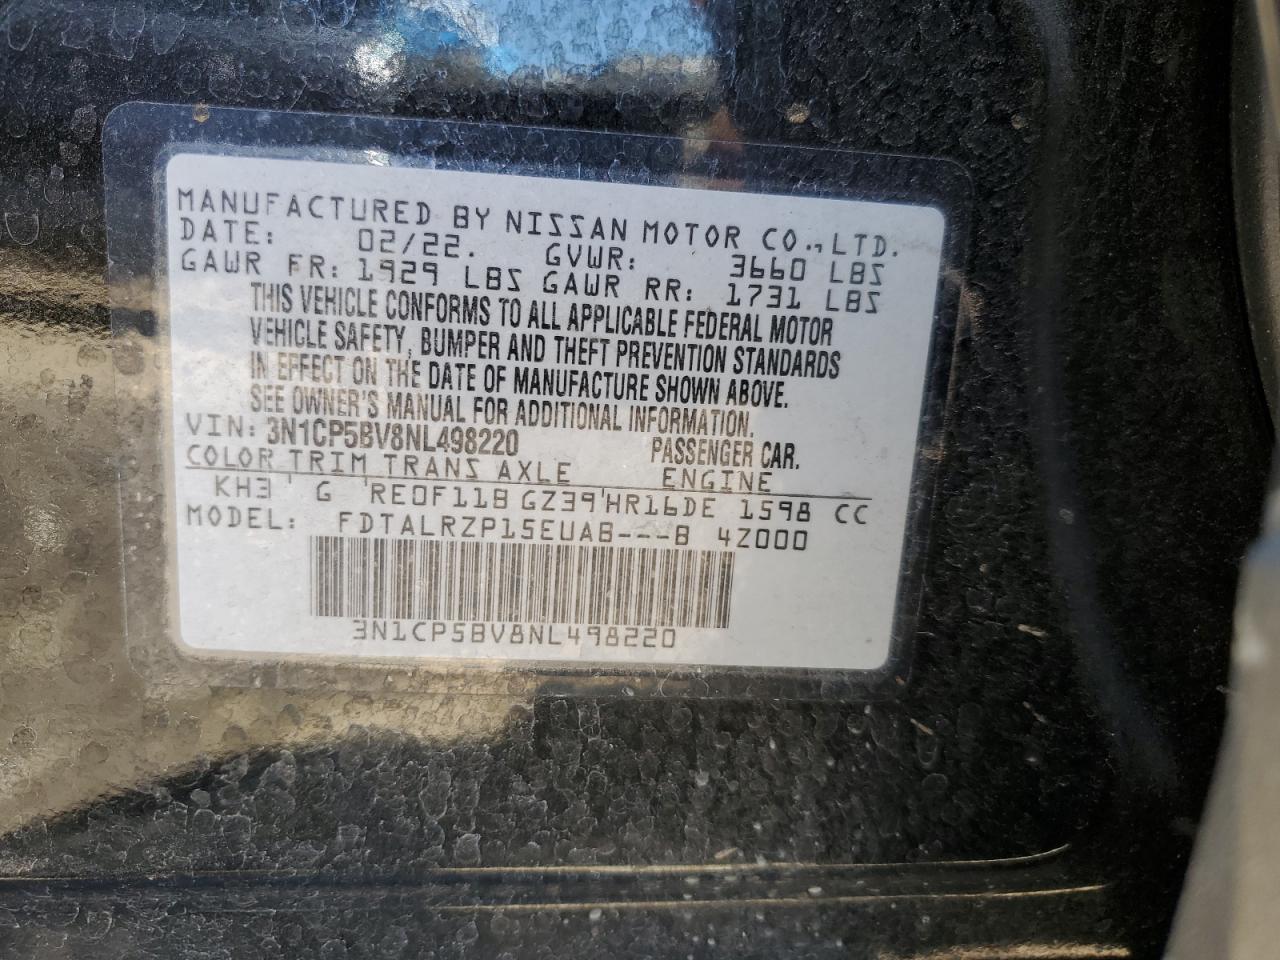 MANUFACTURED BY NISSAN MOTOR CO., LTD.
DATE: 02/22. GVWR: 3660 LBS
GAWR FR: 1929 LBS GAWR RR: 1731 LBS
THIS VEHICLE CONFORMS TO ALL APPLICABLE FEDERAL MOTOR
VEHICLE SAFETY, BUMPER AND THEFT PREVENTION STANDARDS
IN EFFECT ON THE DATE OF MANUFACTURE SHOWN ABOVE.
SEE OWNER'S MANUAL FOR ADDITIONAL INFORMATION.
VIN: 3N1CP5BV8NL498220 PASSENGER CAR.
COLOR TRIM TRANS AXLE ENGINE
KH3 ' G 'RE0F11B GZ39'HR16DE 1598 CC
MODEL: FDTALRZP15EUAB---B 4Z000
3N1CP5BV8NL498220